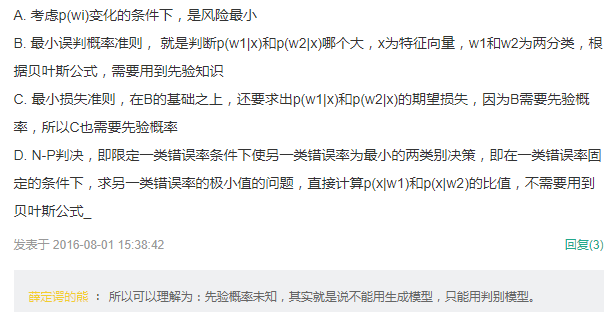 A. 考虑p(wi)变化的条件下，是风险最小
B. 最小误判概率准则， 就是判断p(w1|x)和p(w2|x)哪个大，x为特征向量，w1和w2为两分类，根
据贝叶斯公式，需要用到先验知识
C. 最小损失准则，在B的基础之上，还要求出p(w1|x)和p(w2|x)的期望损失，因为B需要先验概
率，所以C也需要先验概率
D. N-P判决，即限定一类错误率条件下使另一类错误率为最小的两类别决策，即在一类错误率固
定的条件下，求另一类错误率的极小值的问题，直接计算p(x|w1)和p(x|w2)的比值，不需要用到
贝叶斯公式_
发表于 2016-08-01 15:38:42 回复(3)
薛定谔的熊 ： 所以可以理解为：先验概率未知，其实就是说不能用生成模型，只能用判别模型。